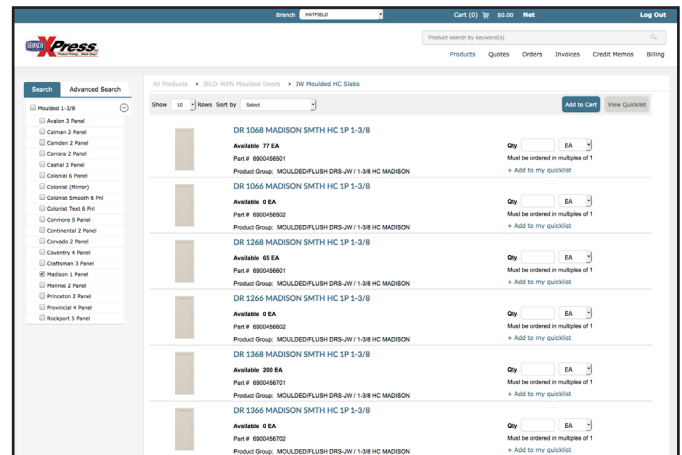 Branch HATFIELD Cart (0) $0.00 Net Log Out
Product search by keyword(s)
Xpress
Products Quotes Orders Invoices Credit Memos Billing
Search Advanced Search
All Products JELD-WEN Moulded Doors JW Moulded HC Slabs
Show 10 Rows Sort by Select Add to Cart View Quicklist
Moulded 1-3/8
Avalon 3 Panel
Caiman 2 Panel
Camden 2 Panel
Carrara 2 Panel
Cashal 2 Panel
Colonial 6 Panel
Colonist (Mirror)
Colonist Smooth 6 Pnl
Colonist Text 6 Pnl
Conmore 5 Panel
Continental 2 Panel
Corvado 2 Panel
Coventry 4 Panel
Craftsman 3 Panel
Madison 1 Panel
Monroe 2 Panel
Princeton 2 Panel
Provincial 4 Panel
Rockport 5 Panel
DR 1068 MADISON SMTH HC 1P 1-3/8
Available 77 EA Qty EA
Part # 6900456501 Must be ordered in multiples of 1
Product Group: MOULDED/FLUSH DRS-JW / 1-3/8 HC MADISON + Add to my quicklist
DR 1066 MADISON SMTH HC 1P 1-3/8
Available 0 EA Qty EA
Part # 6900456502 Must be ordered in multiples of 1
Product Group: MOULDED/FLUSH DRS-JW / 1-3/8 HC MADISON + Add to my quicklist
DR 1268 MADISON SMTH HC 1P 1-3/8
Available 65 EA Qty EA
Part # 6900456601 Must be ordered in multiples of 1
Product Group: MOULDED/FLUSH DRS-JW / 1-3/8 HC MADISON + Add to my quicklist
DR 1266 MADISON SMTH HC 1P 1-3/8
Available 0 EA Qty EA
Part # 6900456602 Must be ordered in multiples of 1
Product Group: MOULDED/FLUSH DRS-JW / 1-3/8 HC MADISON + Add to my quicklist
DR 1368 MADISON SMTH HC 1P 1-3/8
Available 200 EA Qty EA
Part # 6900456701 Must be ordered in multiples of 1
Product Group: MOULDED/FLUSH DRS-JW / 1-3/8 HC MADISON + Add to my quicklist
DR 1366 MADISON SMTH HC 1P 1-3/8
Available 0 EA Qty EA
Part # 6900456702 Must be ordered in multiples of 1
Product Group: MOULDED/FLUSH DRS-JW / 1-3/8 HC MADISON + Add to my quicklist